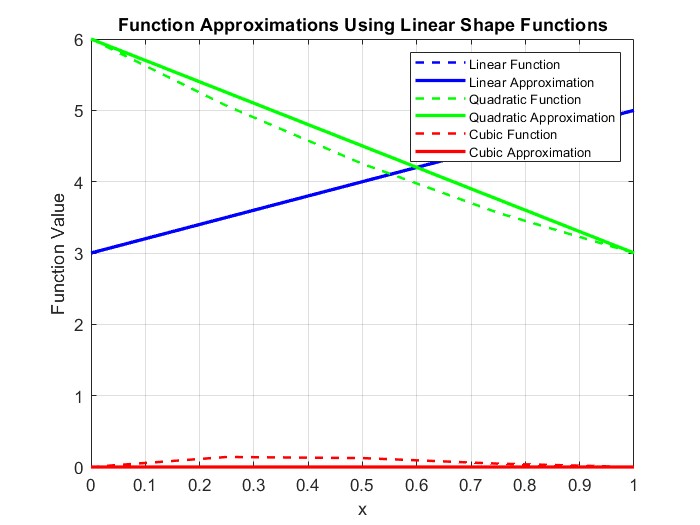 Function Approximations Using Linear Shape Functions
6
5
4
3
2
1
0
Function Value
Linear Function
Linear Approximation
Quadratic Function
Quadratic Approximation
Cubic Function
Cubic Approximation
0 0.1 0.2 0.3 0.4 0.5 0.6 0.7 0.8 0.9 1
x